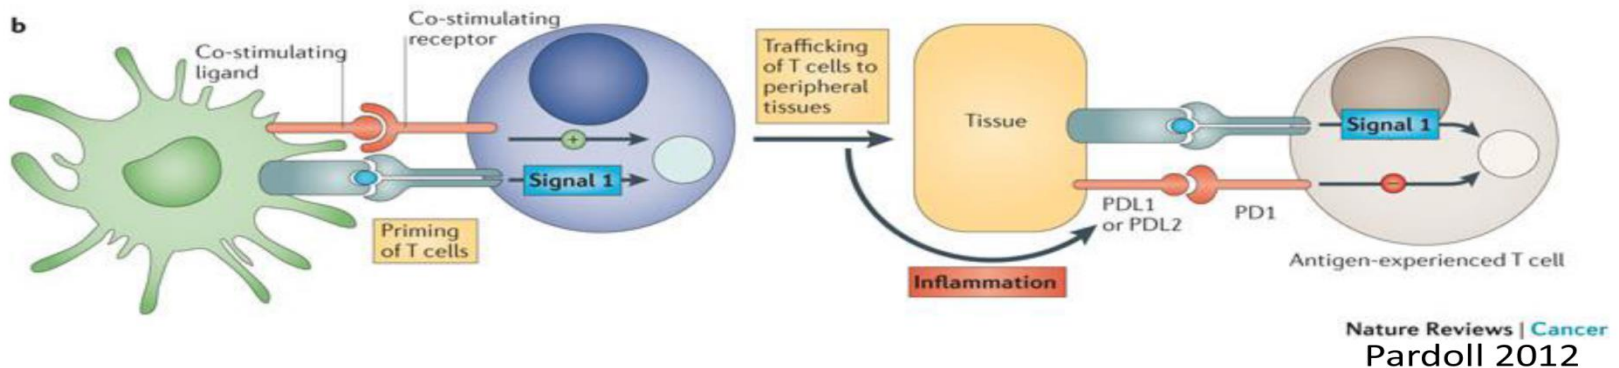 b
Co-stimulating
ligand
Co-stimulating
receptor
Signal 1
Priming
of T cells
Trafficking
of T cells to
peripheral
tissues
Inflammation
Tissue
PDL1
or PDL2
PD1
Signal 1
Antigen-experienced T cell
Nature Reviews | Cancer
Pardoll 2012